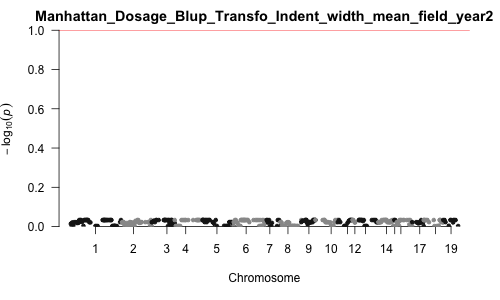 Manhattan_Dosage_Blup_Transfo_Indent_width_mean_field_year2
1.0
0.8
0.6
0.4
0.2
0.0
− log10(p)
1 2 3 4 5 6 7 8 9 10 12 14 17 19
Chromosome